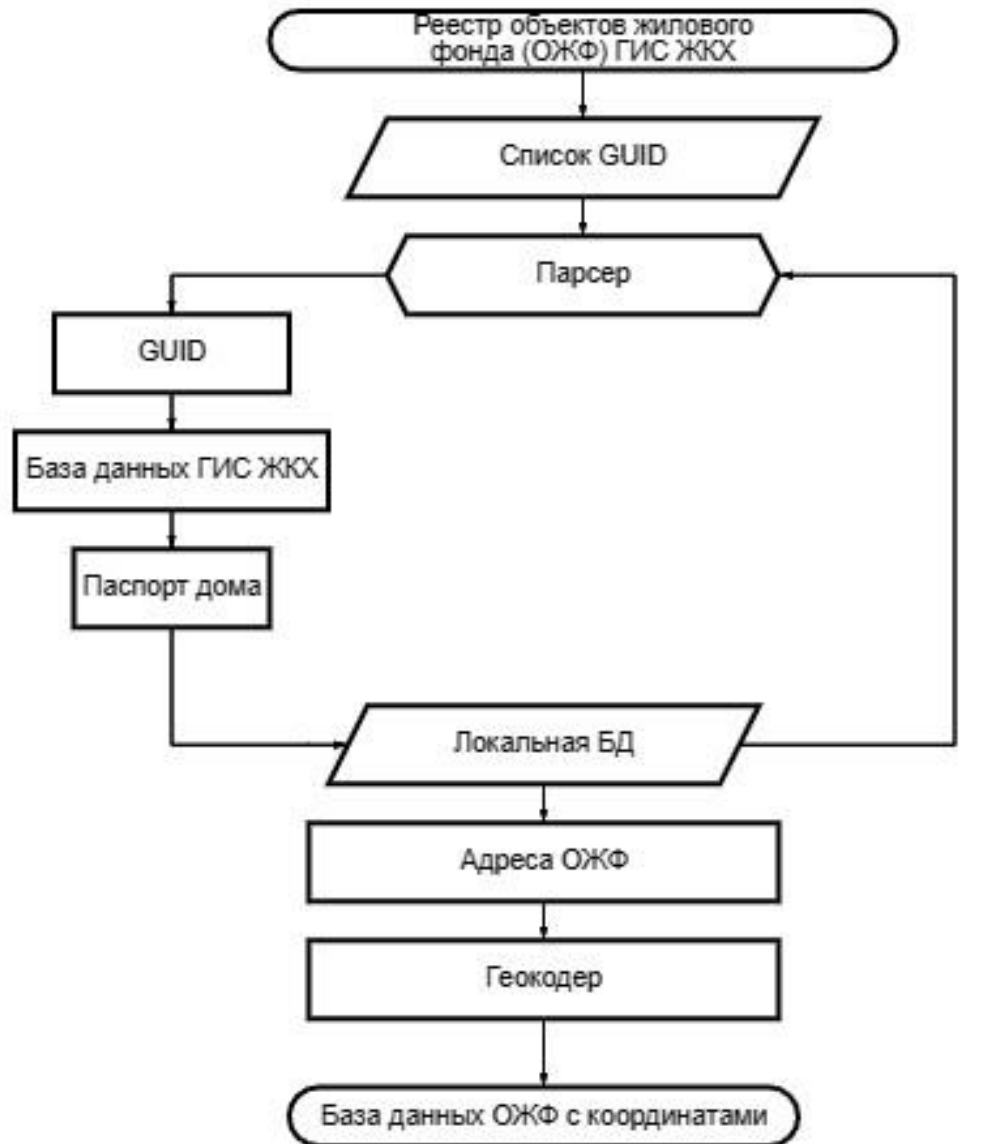 Реестр объектов жилового
фонда (ОЖФ) ГИС ЖКХ
Список GUID
Парсер
GUID
База данных ГИС ЖКХ
Паспорт дома
Локальная БД
Адреса ОЖФ
Геокодер
База данных ОЖФ с координатами